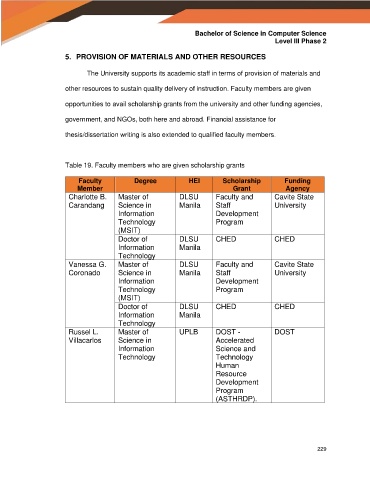 Bachelor of Science in Computer Science
Level III Phase 2
5. PROVISION OF MATERIALS AND OTHER RESOURCES
The University supports its academic staff in terms of provision of materials and
other resources to sustain quality delivery of instruction. Faculty members are given
opportunities to avail scholarship grants from the university and other funding agencies,
government, and NGOs, both here and abroad. Financial assistance for
thesis/dissertation writing is also extended to qualified faculty members.
Table 19. Faculty members who are given scholarship grants
Faculty Member | Degree | HEI | Scholarship Grant | Funding Agency
Charlotte B. Carandang | Master of Science in Information Technology (MSIT) | DLSU Manila | Faculty and Staff Development Program | Cavite State University
Doctor of Information Technology | DLSU Manila | CHED | CHED
Vanessa G. Coronado | Master of Science in Information Technology (MSIT) | DLSU Manila | Faculty and Staff Development Program | Cavite State University
Doctor of Information Technology | DLSU Manila | CHED | CHED
Russel L. Villacarlos | Master of Science in Information Technology | UPLB | DOST - Accelerated Science and Technology Human Resource Development Program (ASTHRDP). | DOST
229